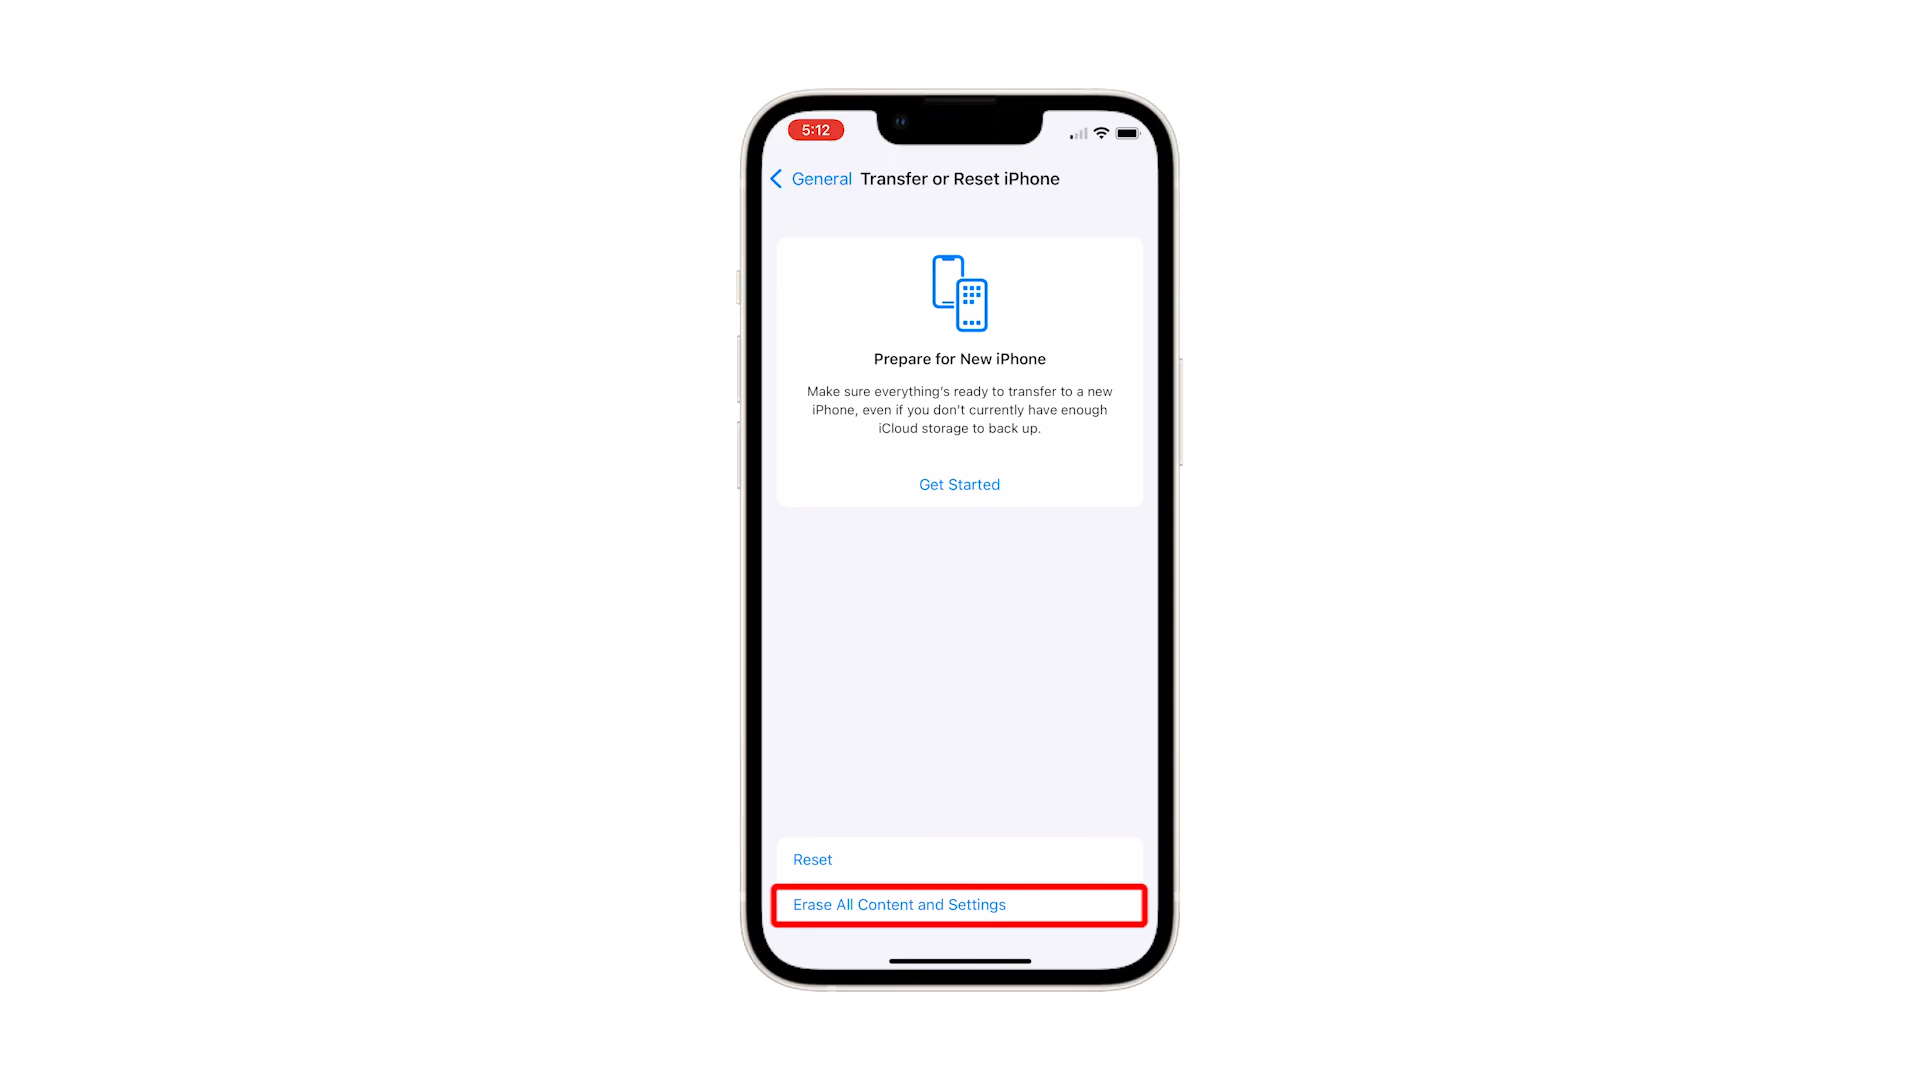 5:12
General Transfer or Reset iPhone
Prepare for New iPhone
Make sure everything's ready to transfer to a new
iPhone, even if you don't currently have enough
iCloud storage to back up.
Get Started
Reset
Erase All Content and Settings